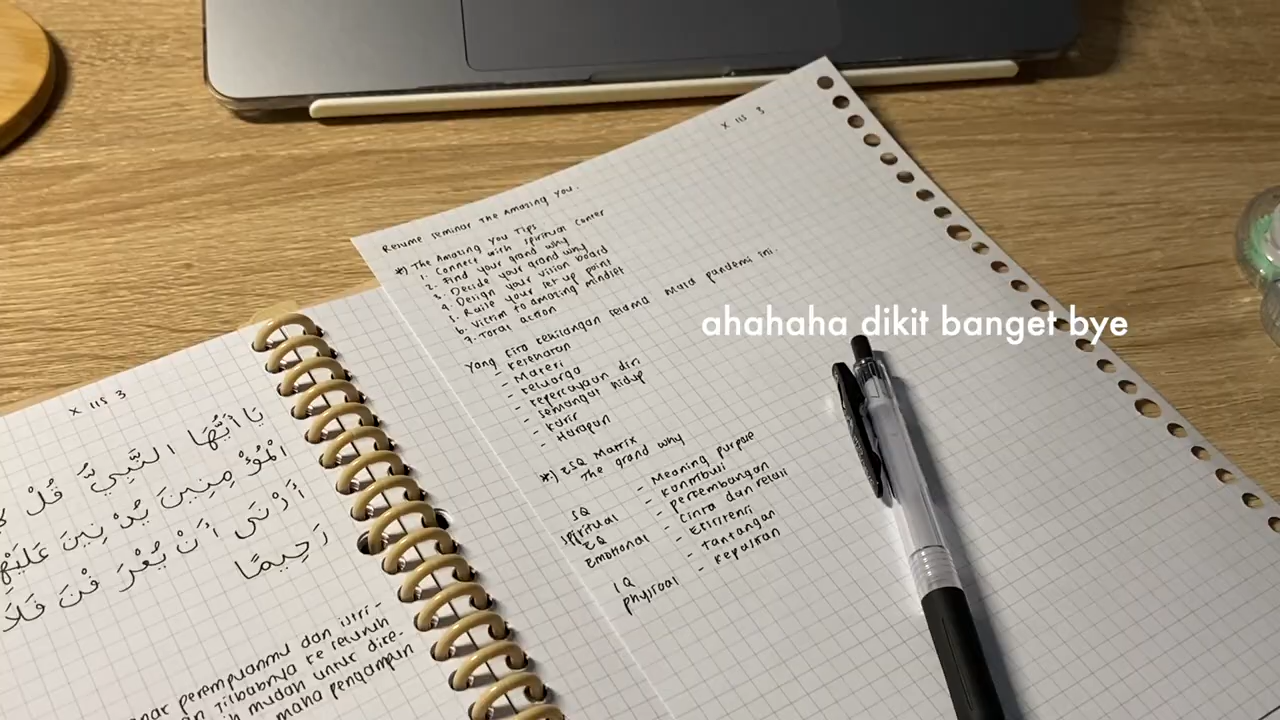 X IIS 3
Resume Seminar The Amazing You.
*) The Amazing You Tips
1. Connect with spiritual center
2. Find your grand why
3. Decide your grand why
4. Design your vision board
5. Raise your set up point
6. Victim to amazing mindset
7. Total action
Yang kita kehilangan selama masa pandemi ini.
- Kesehatan
- Materi
- keluarga
- kepercayaan diri
- semangat hidup
- karir
- Harapan
*) ESQ Matrix
The grand why
SQ
spiritual
EQ
Emotional
IQ
physical
- Meaning purpose
- Kontribusi
- perkembangan
- Cinta dan relasi
- Eksistensi
- Tantangan
- kepastian
ahahaha dikit banget bye
X IIS 3
يَا أَيُّهَا النَّبِيُّ قُلْ
الْمُؤْمِنِينَ يُدْنِينَ عَلَيْهِ
أَدْنَى أَنْ يُعْرَفْنَ فَلَا
رَحِيمًا
perempuanmu dan istri-
jilbabnya ke seluruh
mudah untuk dike-
maha pengampun